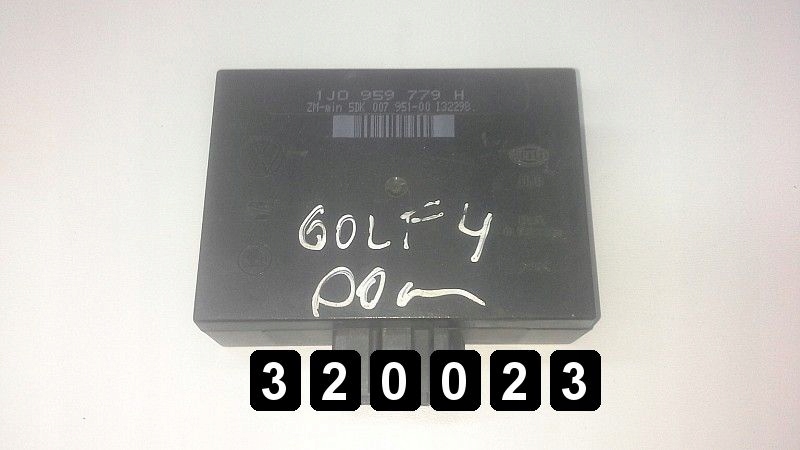 1J0 959 779 H
ZM-min 5DK 007 951-00 132298.
GOLF 4
320023